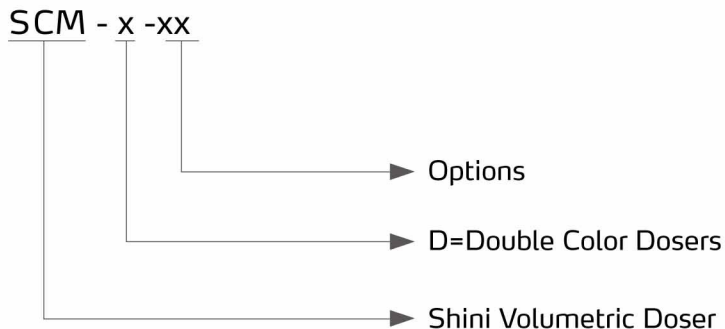 SCM - x -xx
Options
D=Double Color Dosers
Shini Volumetric Doser